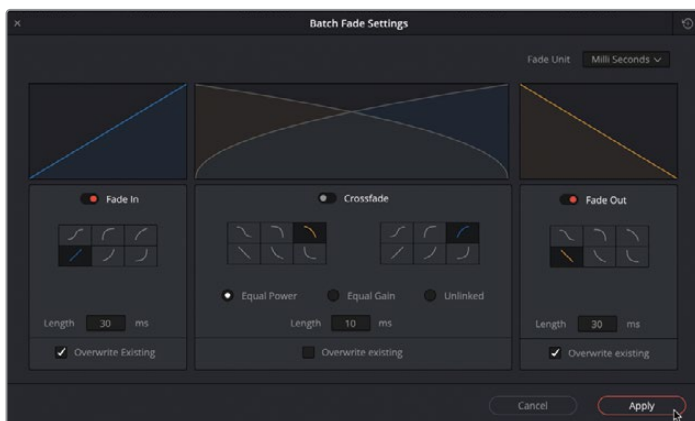 Batch Fade Settings
Fade Unit Milli Seconds
Fade In
Crossfade
Fade Out
Equal Power Equal Gain Unlinked
Length 30 ms
Length 10 ms
Length 30 ms
Overwrite Existing
Overwrite existing
Overwrite existing
Cancel Apply